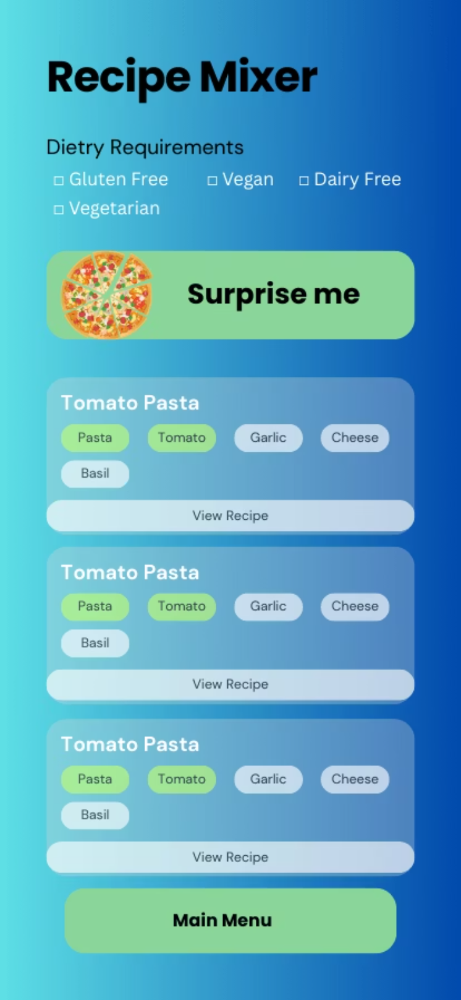 Recipe Mixer
Dietry Requirements
□ Gluten Free □ Vegan □ Dairy Free
□ Vegetarian
Surprise me
Tomato Pasta
Pasta Tomato Garlic Cheese
Basil
View Recipe
Tomato Pasta
Pasta Tomato Garlic Cheese
Basil
View Recipe
Tomato Pasta
Pasta Tomato Garlic Cheese
Basil
View Recipe
Main Menu